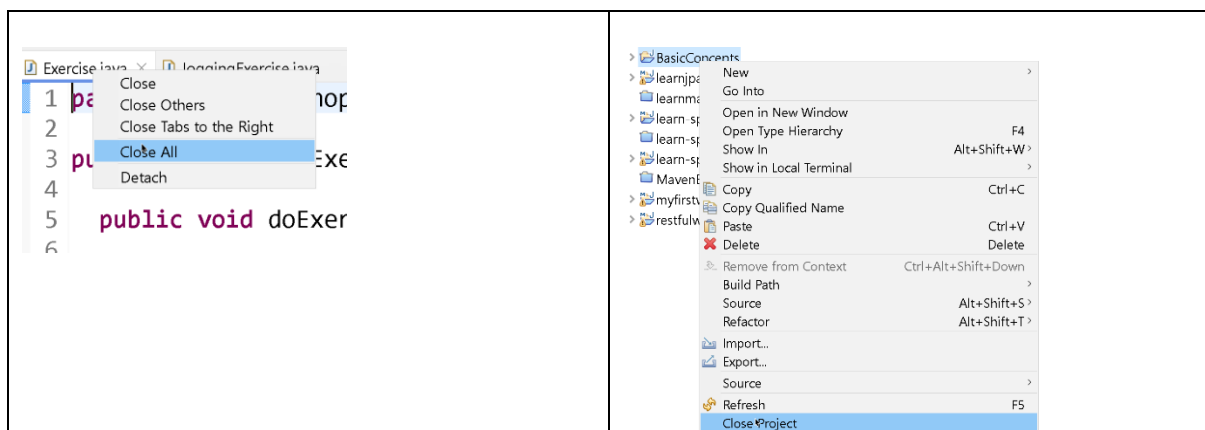 Exercise.java
loggingExercise.java
Close
Close Others
Close Tabs to the Right
Close All
Detach
1 pa
2
3 pu
4
5 public void doExer
6
BasicConcepts
learnjpa
learnma
learn-sp
learn-sp
learn-sp
MavenE
myfirstw
restfulw
New
Go Into
Open in New Window
Open Type Hierarchy F4
Show In Alt+Shift+W
Show in Local Terminal
Copy Ctrl+C
Copy Qualified Name
Paste Ctrl+V
Delete Delete
Remove from Context Ctrl+Alt+Shift+Down
Build Path
Source Alt+Shift+S
Refactor Alt+Shift+T
Import...
Export...
Source
Refresh F5
Close Project